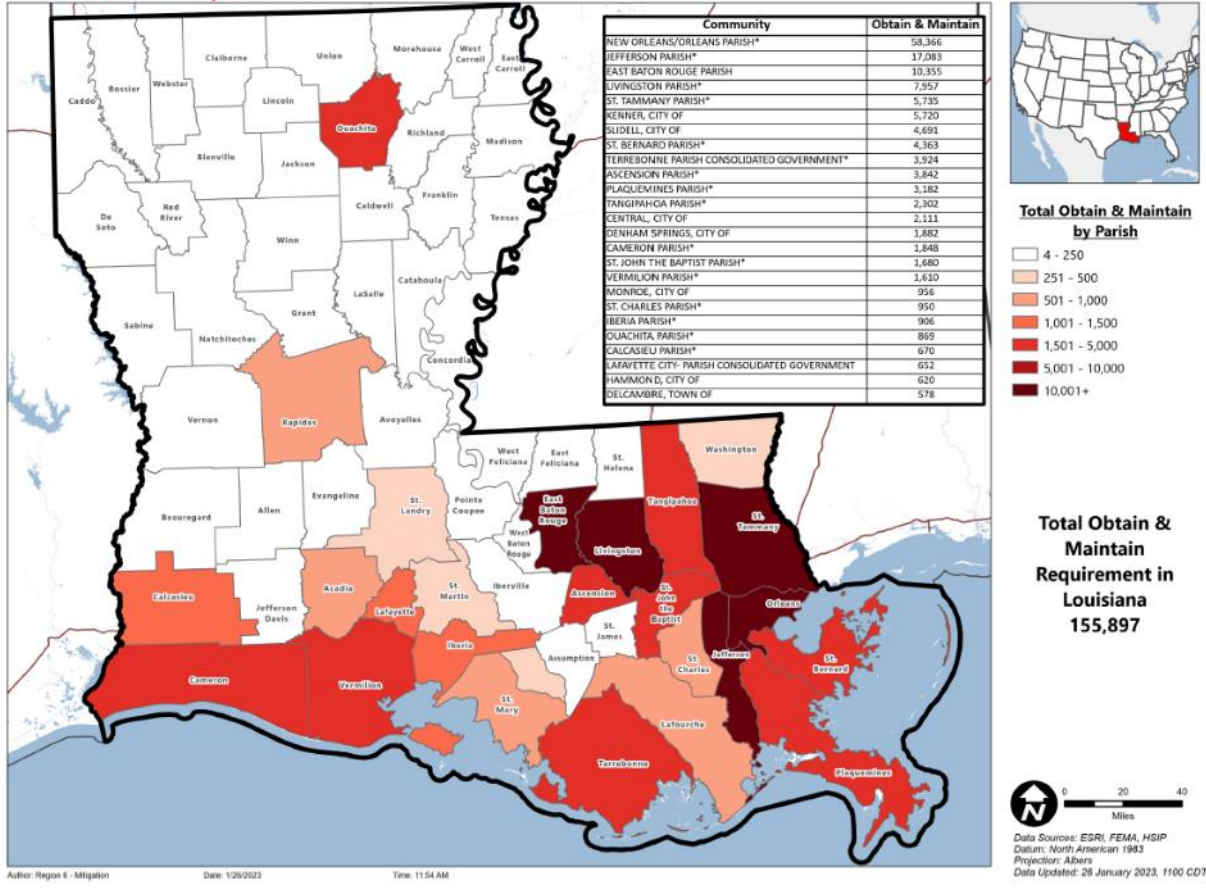 Community Obtain & Maintain
NEW ORLEANS/ORLEANS PARISH* 58,366
JEFFERSON PARISH* 17,083
EAST BATON ROUGE PARISH 10,355
LIVINGSTON PARISH* 7,957
ST. TAMMANY PARISH* 5,735
KENNER, CITY OF 5,720
SLIDELL, CITY OF 4,691
ST. BERNARD PARISH* 4,363
TERREBONNE PARISH CONSOLIDATED GOVERNMENT* 3,924
ASCENSION PARISH* 3,842
PLAQUEMINES PARISH* 3,182
TANGIPAHOA PARISH* 2,302
CENTRAL, CITY OF 2,111
DENHAM SPRINGS, CITY OF 1,882
CAMERON PARISH* 1,848
ST. JOHN THE BAPTIST PARISH* 1,680
VERMILION PARISH* 1,610
MONROE, CITY OF 956
ST. CHARLES PARISH* 950
IBERIA PARISH* 906
OUACHITA PARISH* 869
CALCASIEU PARISH* 670
LAFAYETTE CITY- PARISH CONSOLIDATED GOVERNMENT 652
HAMMOND, CITY OF 620
DELCAMBRE, TOWN OF 578
Caddo
Bossier
Webster
Claiborne
Union
Morehouse
West
Carroll
East
Carroll
Lincoln
Ouachita
Richland
Madison
Bienville
Jackson
Caldwell
Franklin
Tensas
De
Soto
Red
River
Winn
Catahoula
LaSalle
Grant
Sabine
Natchitoches
Concordia
Vernon
Rapides
Avoyelles
Beauregard
Allen
Evangeline
St.
Landry
Pointe
Coupee
West
Feliciana
East
Feliciana
St.
Helena
Tangipahoa
Washington
St.
Tammany
East
Baton
Rouge
West
Baton
Rouge
Livingston
Calcasieu
Jefferson
Davis
Acadia
Lafayette
St.
Martin
Iberville
Ascension
St.
John
the
Baptist
Orleans
Cameron
Vermilion
Iberia
Assumption
St.
James
St.
Charles
Jefferson
St.
Bernard
St.
Mary
Lafourche
Terrebonne
Plaquemines
Total Obtain & Maintain
by Parish
4 - 250
251 - 500
501 - 1,000
1,001 - 1,500
1,501 - 5,000
5,001 - 10,000
10,001+
Total Obtain &
Maintain
Requirement in
Louisiana
155,897
N
0 20 40
Miles
Data Sources: ESRI, FEMA, HSIP
Datum: North American 1983
Projection: Albers
Data Updated: 26 January 2023, 1100 CDT
Author: Region 6 - Mitigation Date: 1/26/2023 Time: 11:54 AM